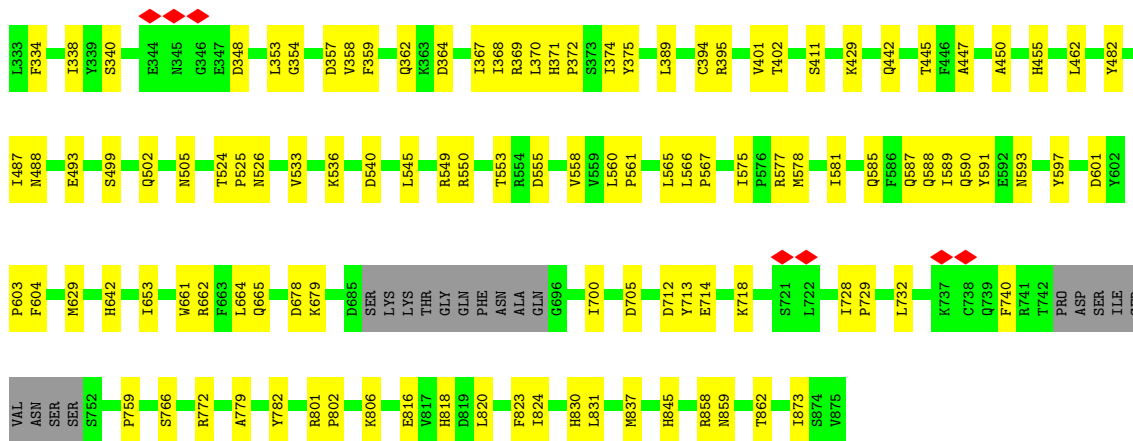 L333 F334 I338 Y339 S340 E344 N345 G346 E347 D348 L353 G354 D357 V358 F359 Q362 K363 D364 I367 I368 R369 L370 H371 P372 S373 I374 Y375 L389 C394 R395 V401 T402 S411 K429 Q442 T445 F446 A447 A450 H455 L462 Y482
I487 N488 E493 S499 Q502 N505 T524 P525 N526 V533 K536 D540 L545 R549 R550 T553 R554 D555 V558 V559 L560 P561 L565 L566 P567 I575 P576 R577 M578 I581 Q585 F586 Q587 Q588 I589 Q590 Y591 E592 N593 Y597 D601 Y602
P603 F604 M629 H642 I653 W661 R662 F663 L664 Q665 D678 K679 D685 SER LYS LYS THR GLY GLN PHE ASN ALA GLN G696 I700 D705 D712 Y713 E714 K718 S721 L722 I728 P729 L732 K737 C738 Q739 F740 R741 T742 PRO ASP SER ILE
VAL ASN SER SER S752 P759 S766 R772 A779 Y782 R801 P802 K806 E816 V817 H818 D819 L820 F823 I824 H830 L831 M837 H845 R858 N859 T862 I873 S874 V875